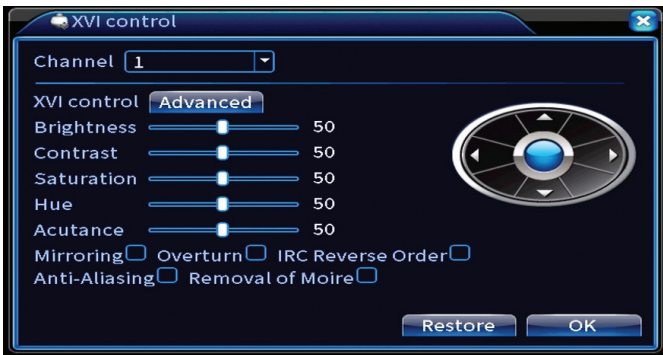 XVI control
Channel 1
XVI control Advanced
Brightness 50
Contrast 50
Saturation 50
Hue 50
Acutance 50
Mirroring Overturn IRC Reverse Order
Anti-Aliasing Removal of Moire
Restore OK